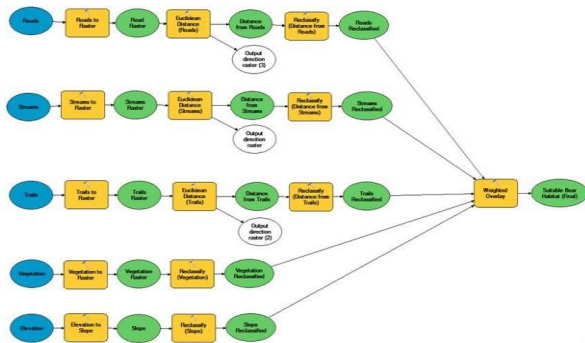 Roads
Roads to
Raster
Road
Raster
Euclidean
Distance
(Roads)
Distance
from Roads
Reclassify
(Distance from
Roads)
Roads
Reclassified
Output
direction
raster (3)
Streams
Streams to
Raster
Streams
Raster
Euclidean
Distance
(Streams)
Distance
from
Streams
Reclassify
(Distance from
Streams)
Streams
Reclassified
Output
direction
raster
Trails
Trails to
Raster
Trails
Raster
Euclidean
Distance
(Trails)
Distance
from Trails
Reclassify
(Distance from
Trails)
Trails
Reclassified
Output
direction
raster (2)
Weighted
Overlay
Suitable Bear
Habitat (Final)
Vegetation
Vegetation to
Raster
Vegetation
Raster
Reclassify
(Vegetation)
Vegetation
Reclassified
Elevation
Elevation to
Slope
Slope
Reclassify
(Slope)
Slope
Reclassified